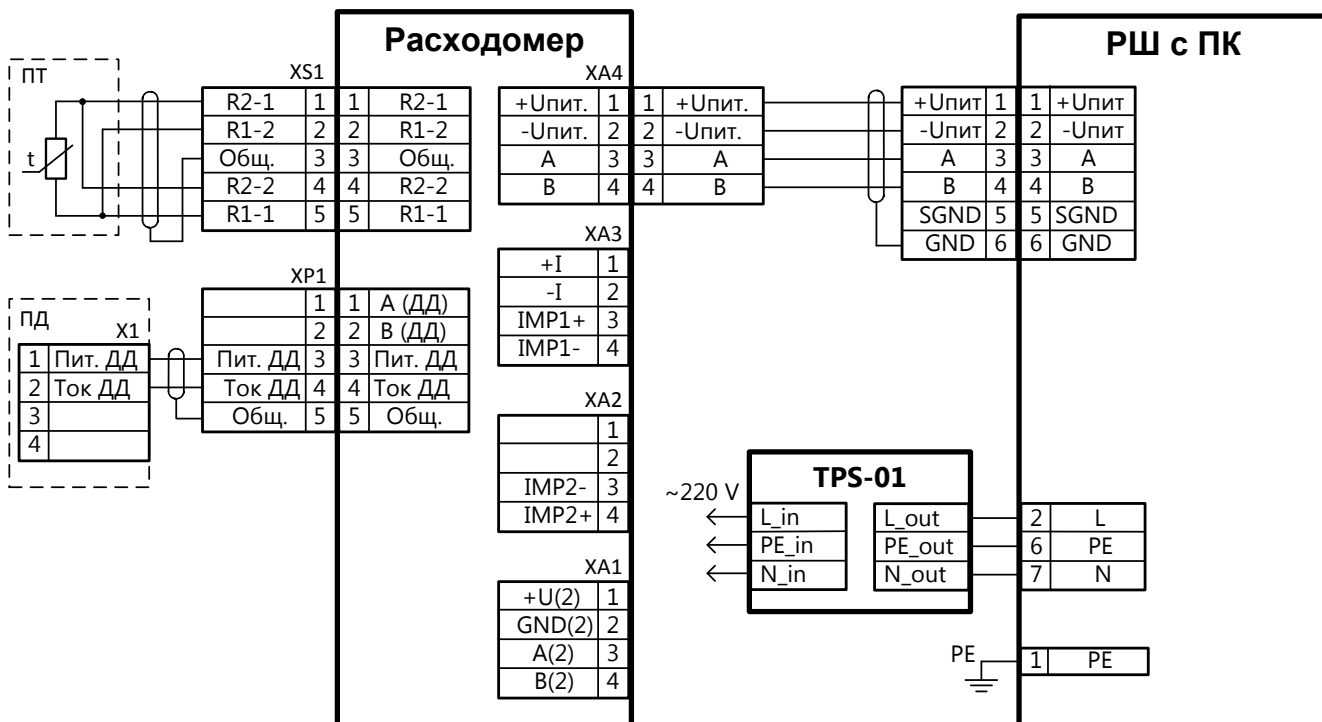 Расходомер
РШ с ПК
ПТ
t
XS1
R2-1 1 1 R2-1
R1-2 2 2 R1-2
Общ. 3 3 Общ.
R2-2 4 4 R2-2
R1-1 5 5 R1-1
XA4
+Uпит. 1 1 +Uпит.
-Uпит. 2 2 -Uпит.
A 3 3 A
B 4 4 B
+Uпит 1 1 +Uпит
-Uпит 2 2 -Uпит
A 3 3 A
B 4 4 B
SGND 5 5 SGND
GND 6 6 GND
XA3
+I 1
-I 2
IMP1+ 3
IMP1- 4
ПД
X1
1 Пит. ДД
2 Ток ДД
3
4
XP1
1 1 А (ДД)
2 2 В (ДД)
Пит. ДД 3 3 Пит. ДД
Ток ДД 4 4 Ток ДД
Общ. 5 5 Общ.
XA2
1
2
IMP2- 3
IMP2+ 4
XA1
+U(2) 1
GND(2) 2
A(2) 3
B(2) 4
~220 V
TPS-01
L_in L_out 2 L
PE_in PE_out 6 PE
N_in N_out 7 N
PE 1 PE